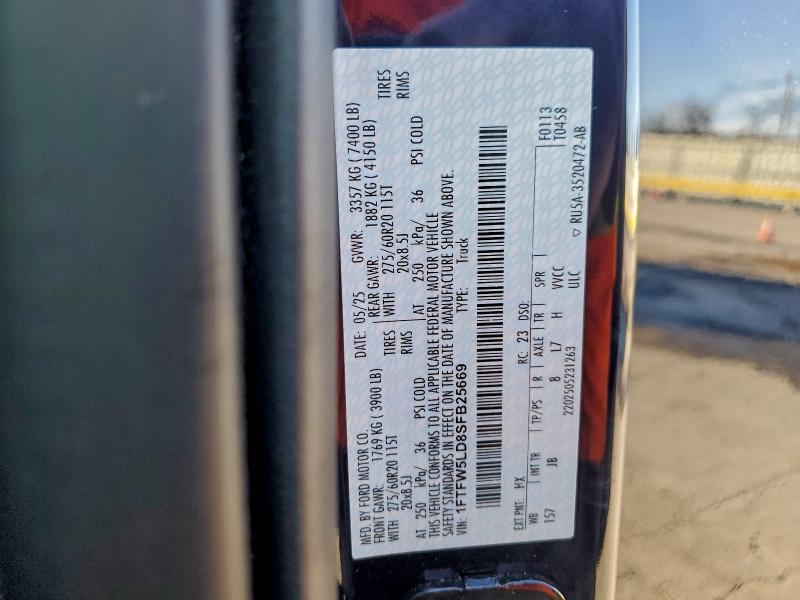 MFD. BY FORD MOTOR CO.
DATE: 05/25 GVWR: 3357 KG ( 7400 LB)
FRONT GAWR: 1769 KG ( 3900 LB) REAR GAWR: 1882 KG ( 4150 LB)
WITH 275/60R20 115T TIRES WITH 275/60R20 115T TIRES
20x8.5J RIMS 20x8.5J RIMS
AT 250 kPa/ 36 PSI COLD AT 250 kPa/ 36 PSI COLD
THIS VEHICLE CONFORMS TO ALL APPLICABLE FEDERAL MOTOR VEHICLE
SAFETY STANDARDS IN EFFECT ON THE DATE OF MANUFACTURE SHOWN ABOVE.
VIN: 1FTFW5LD8SFB25669 TYPE: Truck
EXT PNT: HX RC: 23 DSO: F0113
WB INT TR TP/PS R AXLE TR SPR T0458
157 JB 8 L7 H VVCC
ULC ▽ RU5A-3520472-AB
2202505231263